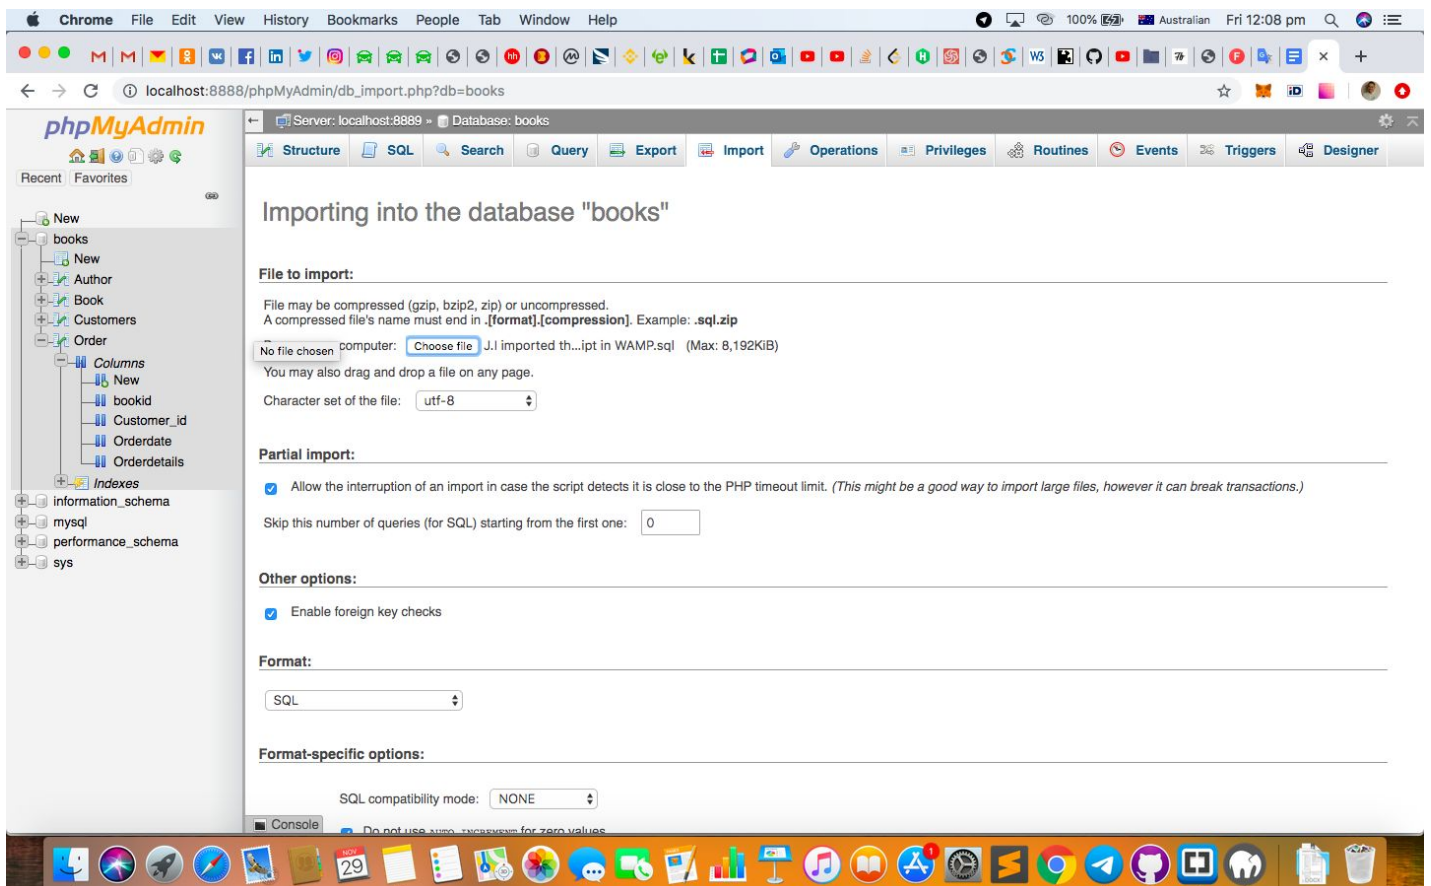 Chrome File Edit View History Bookmarks People Tab Window Help 100% Australian Fri 12:08 pm
localhost:8888/phpMyAdmin/db_import.php?db=books
phpMyAdmin
Server: localhost:8889 » Database: books
Structure SQL Search Query Export Import Operations Privileges Routines Events Triggers Designer
Recent Favorites
New
books
New
Author
Book
Customers
Order
Columns
New
bookid
Customer_id
Orderdate
Orderdetails
Indexes
information_schema
mysql
performance_schema
sys
Importing into the database "books"
File to import:
File may be compressed (gzip, bzip2, zip) or uncompressed.
A compressed file's name must end in .[format].[compression]. Example: .sql.zip
computer: Choose file J.I imported th...ipt in WAMP.sql (Max: 8,192KiB)
No file chosen
You may also drag and drop a file on any page.
Character set of the file: utf-8
Partial import:
Allow the interruption of an import in case the script detects it is close to the PHP timeout limit. (This might be a good way to import large files, however it can break transactions.)
Skip this number of queries (for SQL) starting from the first one: 0
Other options:
Enable foreign key checks
Format:
SQL
Format-specific options:
SQL compatibility mode: NONE
Console
Do not use AUTO_INCREMENT for zero values
NOV
29